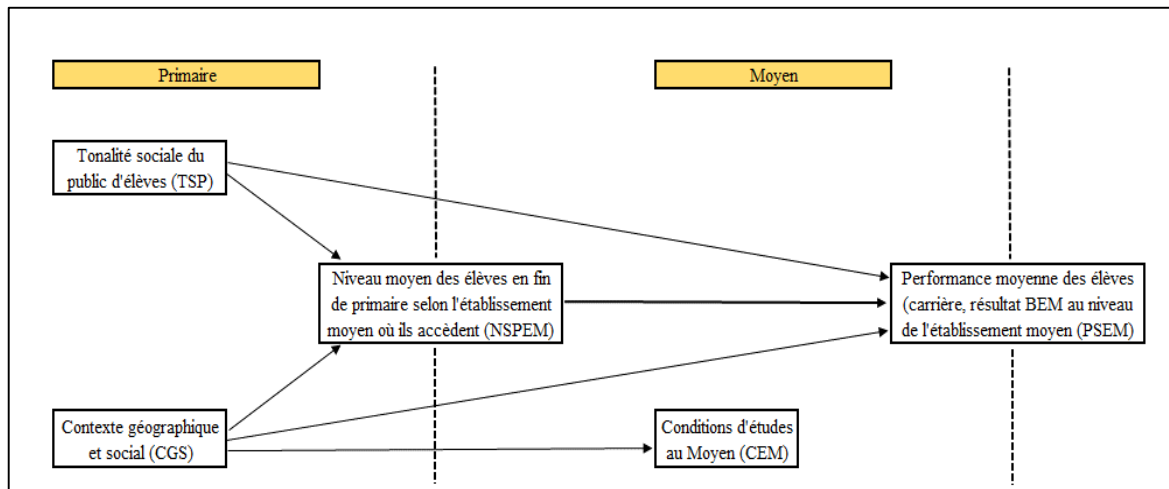 Primaire
Moyen
Tonalité sociale du
public d'élèves (TSP)
Niveau moyen des élèves en fin
de primaire selon l'établissement
moyen où ils accèdent (NSPEM)
Performance moyenne des élèves
(carrière, résultat BEM au niveau
de l'établissement moyen (PSEM)
Contexte géographique
et social (CGS)
Conditions d'études
au Moyen (CEM)